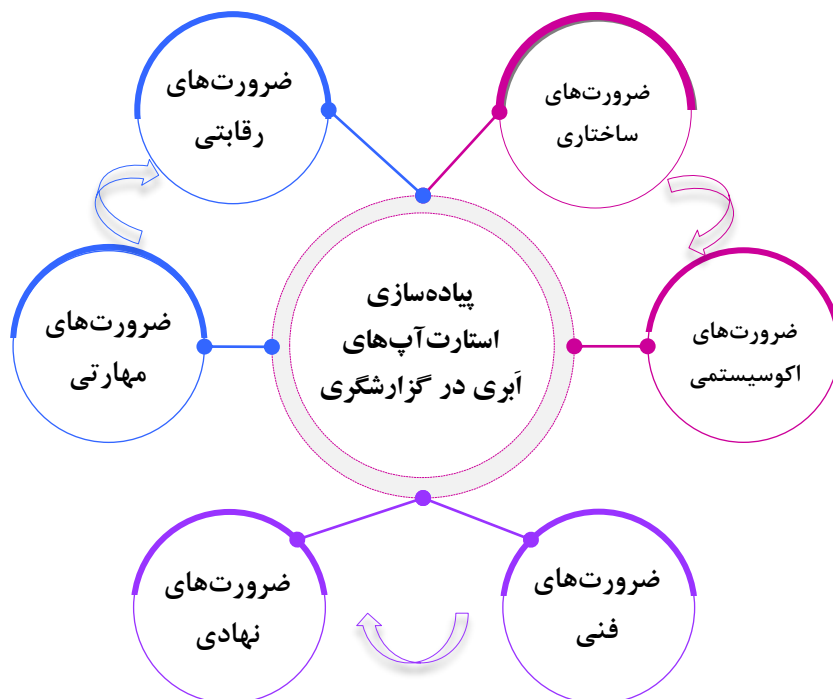 ضرورت‌های
ساختاری
ضرورت‌های
رقابتی
ضرورت‌های
اکوسیستمی
پیاده‌سازی
استارت‌آپ‌های
اَبری در گزارشگری
ضرورت‌های
مهارتی
ضرورت‌های
فنی
ضرورت‌های
نهادی